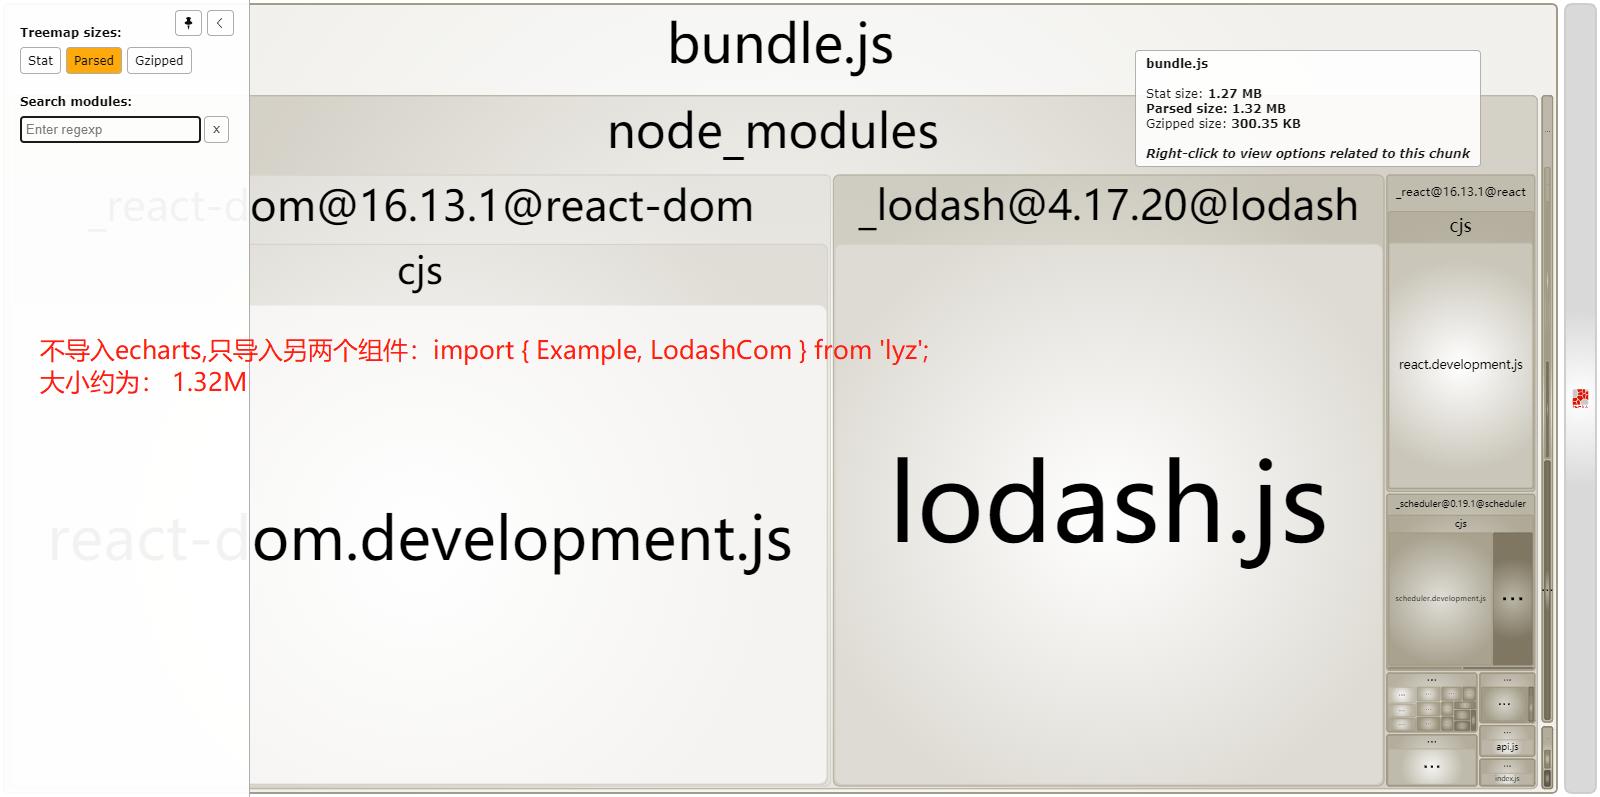 Treemap sizes:
Stat
Parsed
Gzipped
Search modules:
Enter regexp
x
bundle.js
bundle.js
Stat size: 1.27 MB
Parsed size: 1.32 MB
Gzipped size: 300.35 KB
Right-click to view options related to this chunk
node_modules
_react-dom@16.13.1@react-dom
cjs
react-dom.development.js
不导入echarts,只导入另两个组件：import { Example, LodashCom } from 'lyz';
大小约为： 1.32M
_lodash@4.17.20@lodash
lodash.js
_react@16.13.1@react
cjs
react.development.js
_scheduler@0.19.1@scheduler
cjs
scheduler.development.js
...
...
...
...
...
...
api.js
...
...
index.js